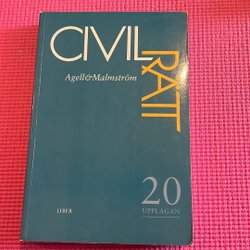 CIVIL
RÄTT
Agell&Malmström
20
UPPLAGAN
LIBER